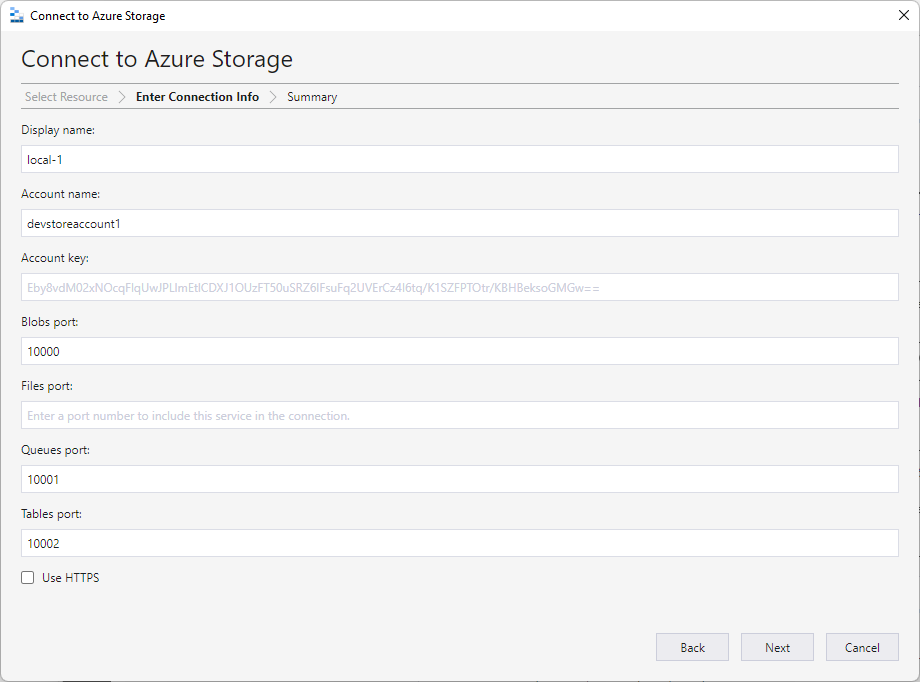 Connect to Azure Storage
Connect to Azure Storage
Select Resource > Enter Connection Info > Summary
Display name:
local-1
Account name:
devstoreaccount1
Account key:
Eby8vdM02xNOcqFlqUwJPLlmEtlCDXJ1OUzFT50uSRZ6IFsuFq2UVErCz4I6tq/K1SZFPTOtr/KBHBeksoGMGw==
Blobs port:
10000
Files port:
Enter a port number to include this service in the connection.
Queues port:
10001
Tables port:
10002
Use HTTPS
Back Next Cancel